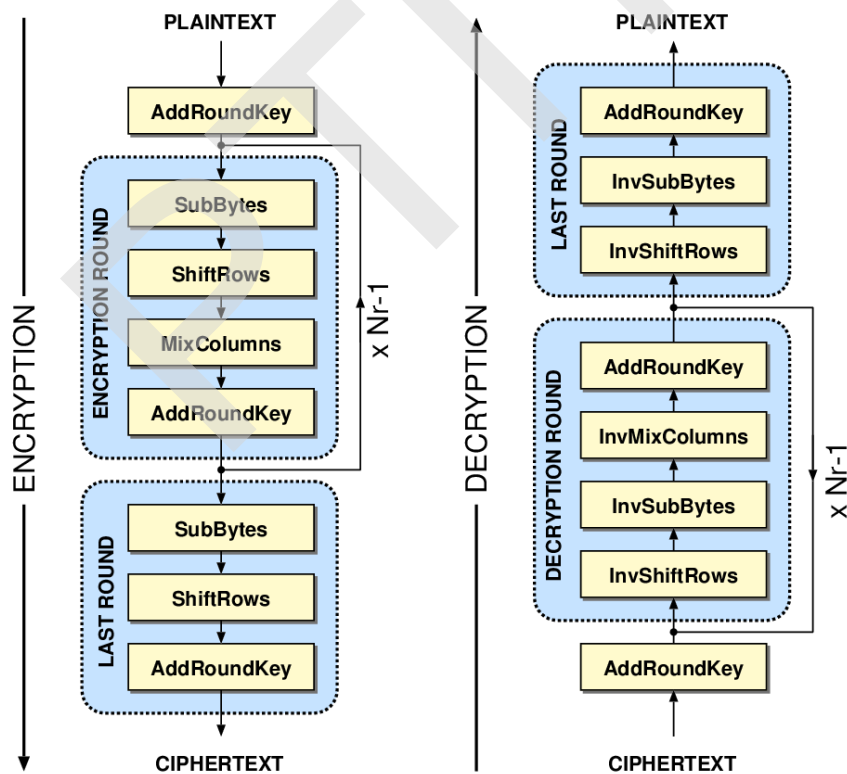 PLAINTEXT
AddRoundKey
ENCRYPTION ROUND
SubBytes
ShiftRows
MixColumns
AddRoundKey
x Nr-1
LAST ROUND
SubBytes
ShiftRows
AddRoundKey
CIPHERTEXT
ENCRYPTION
PLAINTEXT
LAST ROUND
AddRoundKey
InvSubBytes
InvShiftRows
DECRYPTION ROUND
AddRoundKey
InvMixColumns
InvSubBytes
InvShiftRows
x Nr-1
AddRoundKey
CIPHERTEXT
DECRYPTION